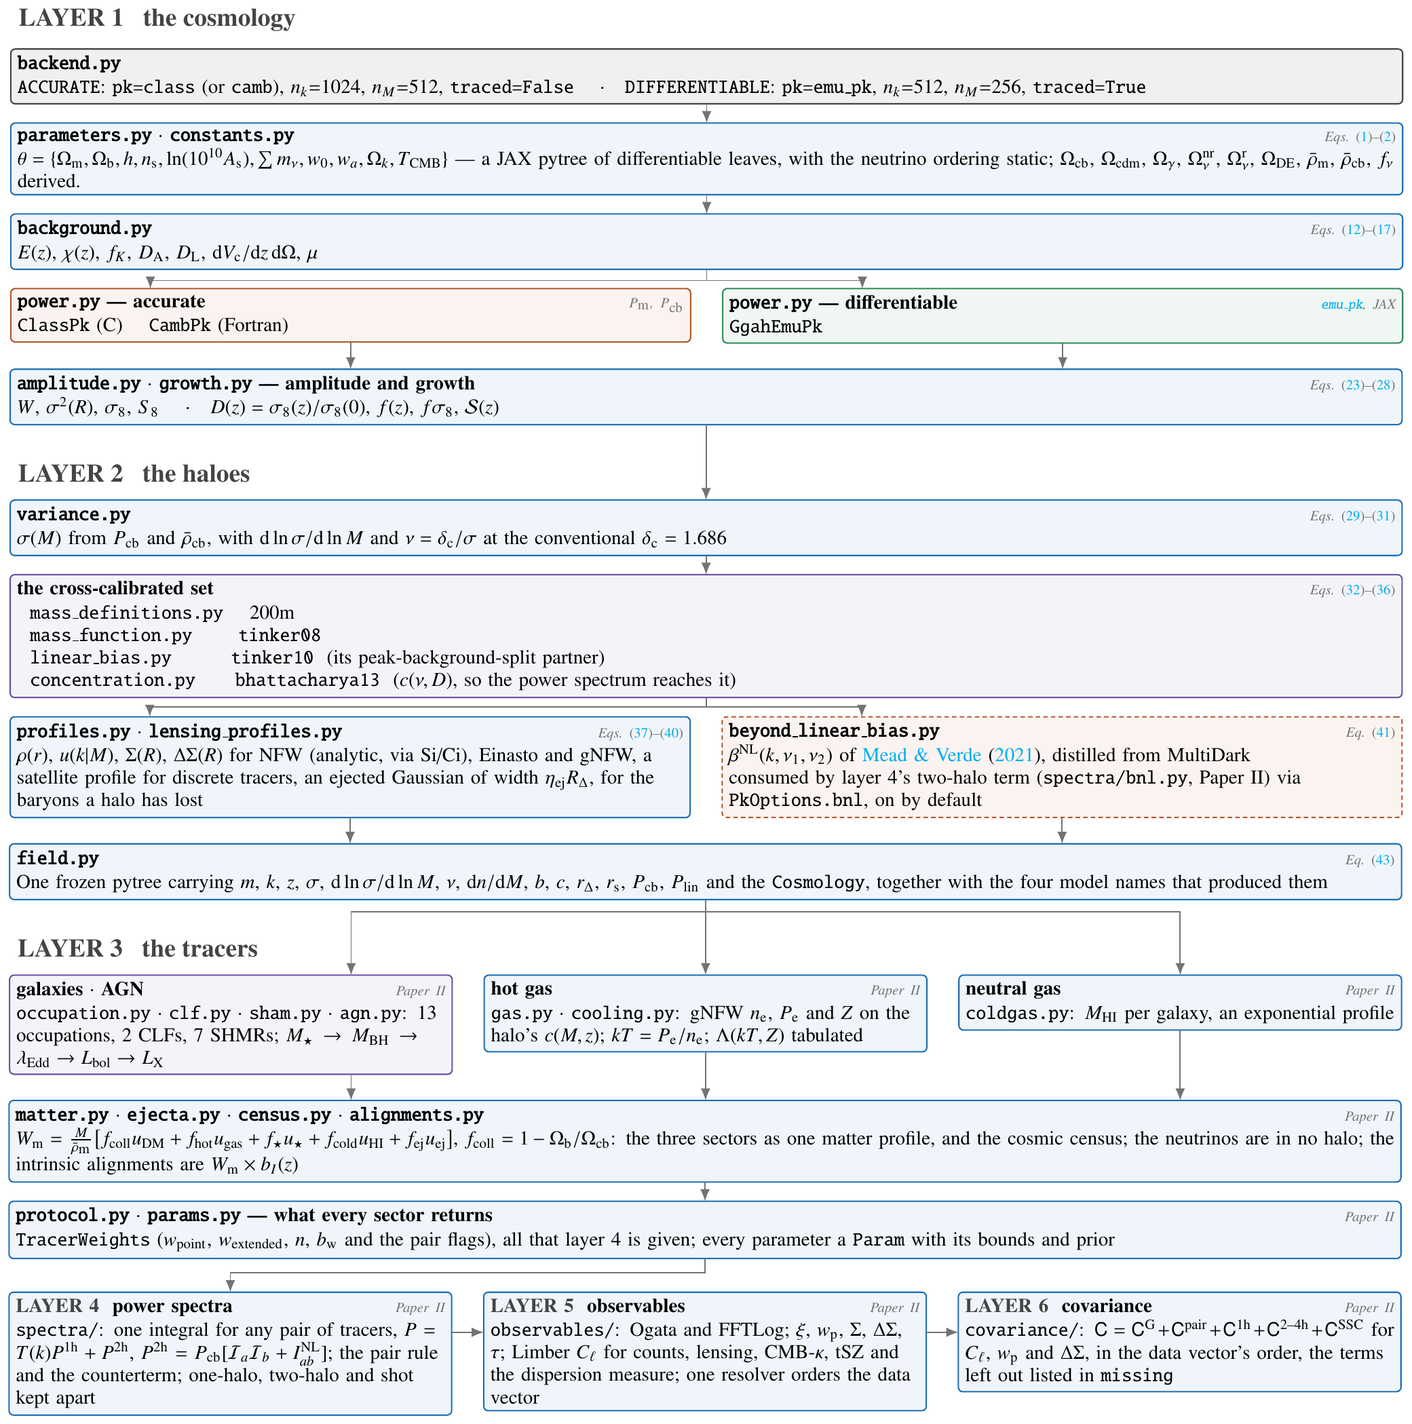 LAYER 1 the cosmology
backend.py
ACCURATE: pk=class (or camb), n_k=1024, n_M=512, traced=False · DIFFERENTIABLE: pk=emu_pk, n_k=512, n_M=256, traced=True
parameters.py · constants.py Eqs. (1)–(2)
θ = {Ω_m, Ω_b, h, n_s, ln(10^10 A_s), ∑ m_ν, w_0, w_a, Ω_k, T_CMB} — a JAX pytree of differentiable leaves, with the neutrino ordering static; Ω_cb, Ω_cdm, Ω_γ, Ω_ν^nr, Ω_ν^r, Ω_DE, ρ̄_m, ρ̄_cb, f_ν
derived.
background.py Eqs. (12)–(17)
E(z), χ(z), f_K, D_A, D_L, dV_c/dz dΩ, μ
power.py — accurate P_m, P_cb
ClassPk (C) CambPk (Fortran)
power.py — differentiable emu_pk, JAX
GgahEmuPk
amplitude.py · growth.py — amplitude and growth Eqs. (23)–(28)
W, σ²(R), σ_8, S_8 · D(z) = σ_8(z)/σ_8(0), f(z), fσ_8, 𝒮(z)
LAYER 2 the haloes
variance.py Eqs. (29)–(31)
σ(M) from P_cb and ρ̄_cb, with d ln σ/d ln M and ν = δ_c/σ at the conventional δ_c = 1.686
the cross-calibrated set Eqs. (32)–(36)
mass_definitions.py 200m
mass_function.py tinker08
linear_bias.py tinker10 (its peak-background-split partner)
concentration.py bhattacharya13 (c(ν, D), so the power spectrum reaches it)
profiles.py · lensing_profiles.py Eqs. (37)–(40)
ρ(r), u(k|M), Σ(R), ΔΣ(R) for NFW (analytic, via Si/Ci), Einasto and gNFW, a
satellite profile for discrete tracers, an ejected Gaussian of width η_ej R_Δ, for the
baryons a halo has lost
beyond_linear_bias.py Eq. (41)
β^NL(k, ν_1, ν_2) of Mead & Verde (2021), distilled from MultiDark
consumed by layer 4's two-halo term (spectra/bnl.py, Paper II) via
PkOptions.bnl, on by default
field.py Eq. (43)
One frozen pytree carrying m, k, z, σ, d ln σ/d ln M, ν, dn/dM, b, c, r_Δ, r_s, P_cb, P_lin and the Cosmology, together with the four model names that produced them
LAYER 3 the tracers
galaxies · AGN Paper II
occupation.py · clf.py · sham.py · agn.py: 13
occupations, 2 CLFs, 7 SHMRs; M_★ → M_BH →
λ_Edd → L_bol → L_X
hot gas Paper II
gas.py · cooling.py: gNFW n_e, P_e and Z on the
halo's c(M, z); kT = P_e/n_e; Λ(kT, Z) tabulated
neutral gas Paper II
coldgas.py: M_HI per galaxy, an exponential profile
matter.py · ejecta.py · census.py · alignments.py Paper II
W_m = M/ρ̄_m [f_coll u_DM + f_hot u_gas + f_★ u_★ + f_cold u_HI + f_ej u_ej], f_coll = 1 − Ω_b/Ω_cb: the three sectors as one matter profile, and the cosmic census; the neutrinos are in no halo; the
intrinsic alignments are W_m × b_I(z)
protocol.py · params.py — what every sector returns Paper II
TracerWeights (w_point, w_extended, n, b_w and the pair flags), all that layer 4 is given; every parameter a Param with its bounds and prior
LAYER 4 power spectra Paper II
spectra/: one integral for any pair of tracers, P =
T(k)P^1h + P^2h, P^2h = P_cb[ℐ_a ℐ_b + I_ab^NL]; the pair rule
and the counterterm; one-halo, two-halo and shot
kept apart
LAYER 5 observables Paper II
observables/: Ogata and FFTLog; ξ, w_p, Σ, ΔΣ,
τ; Limber C_ℓ for counts, lensing, CMB-κ, tSZ and
the dispersion measure; one resolver orders the data
vector
LAYER 6 covariance Paper II
covariance/: C = C^G + C^pair + C^1h + C^2–4h + C^SSC for
C_ℓ, w_p and ΔΣ, in the data vector's order, the terms
left out listed in missing